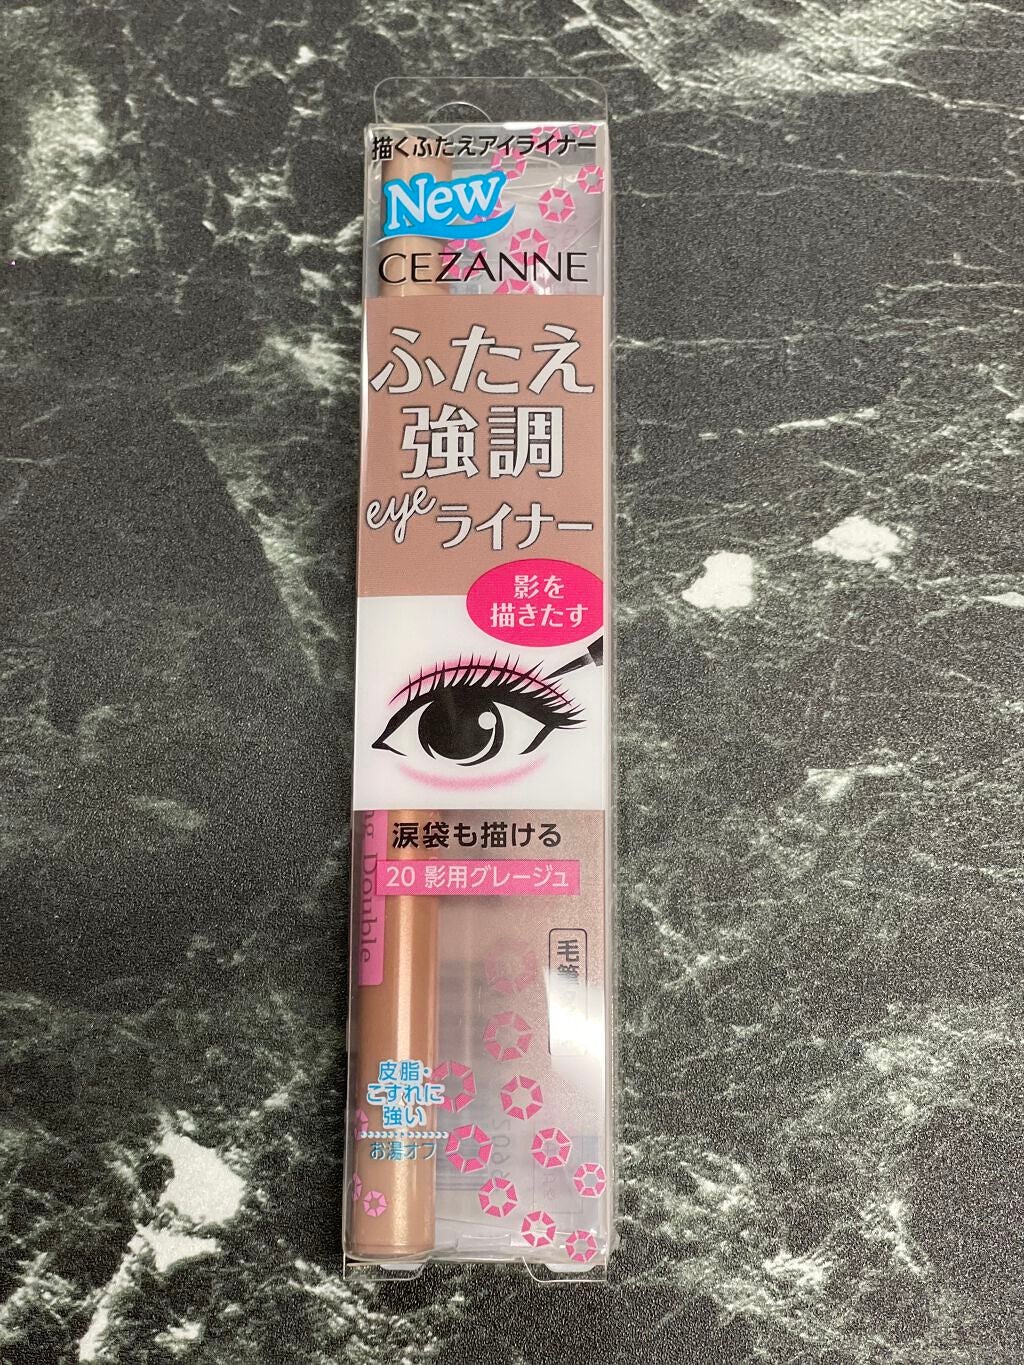 描くふたえアイライナー
New
CEZANNE
ふたえ
強調
eye ライナー
影を
描きたす
涙袋も描ける
20 影用グレージュ
Double
毛筆
皮脂・
こすれに
強い
お湯オフ